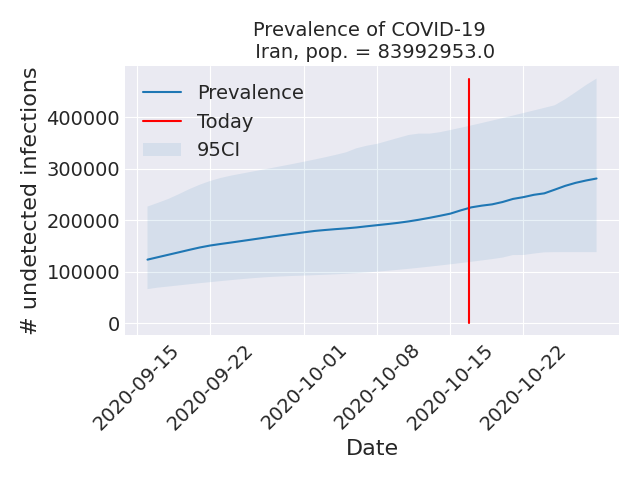 Prevalence of COVID-19
Iran, pop. = 83992953.0
# undetected infections
400000
300000
200000
100000
0
Prevalence
Today
95CI
2020-09-15
2020-09-22
2020-10-01
2020-10-08
2020-10-15
2020-10-22
Date